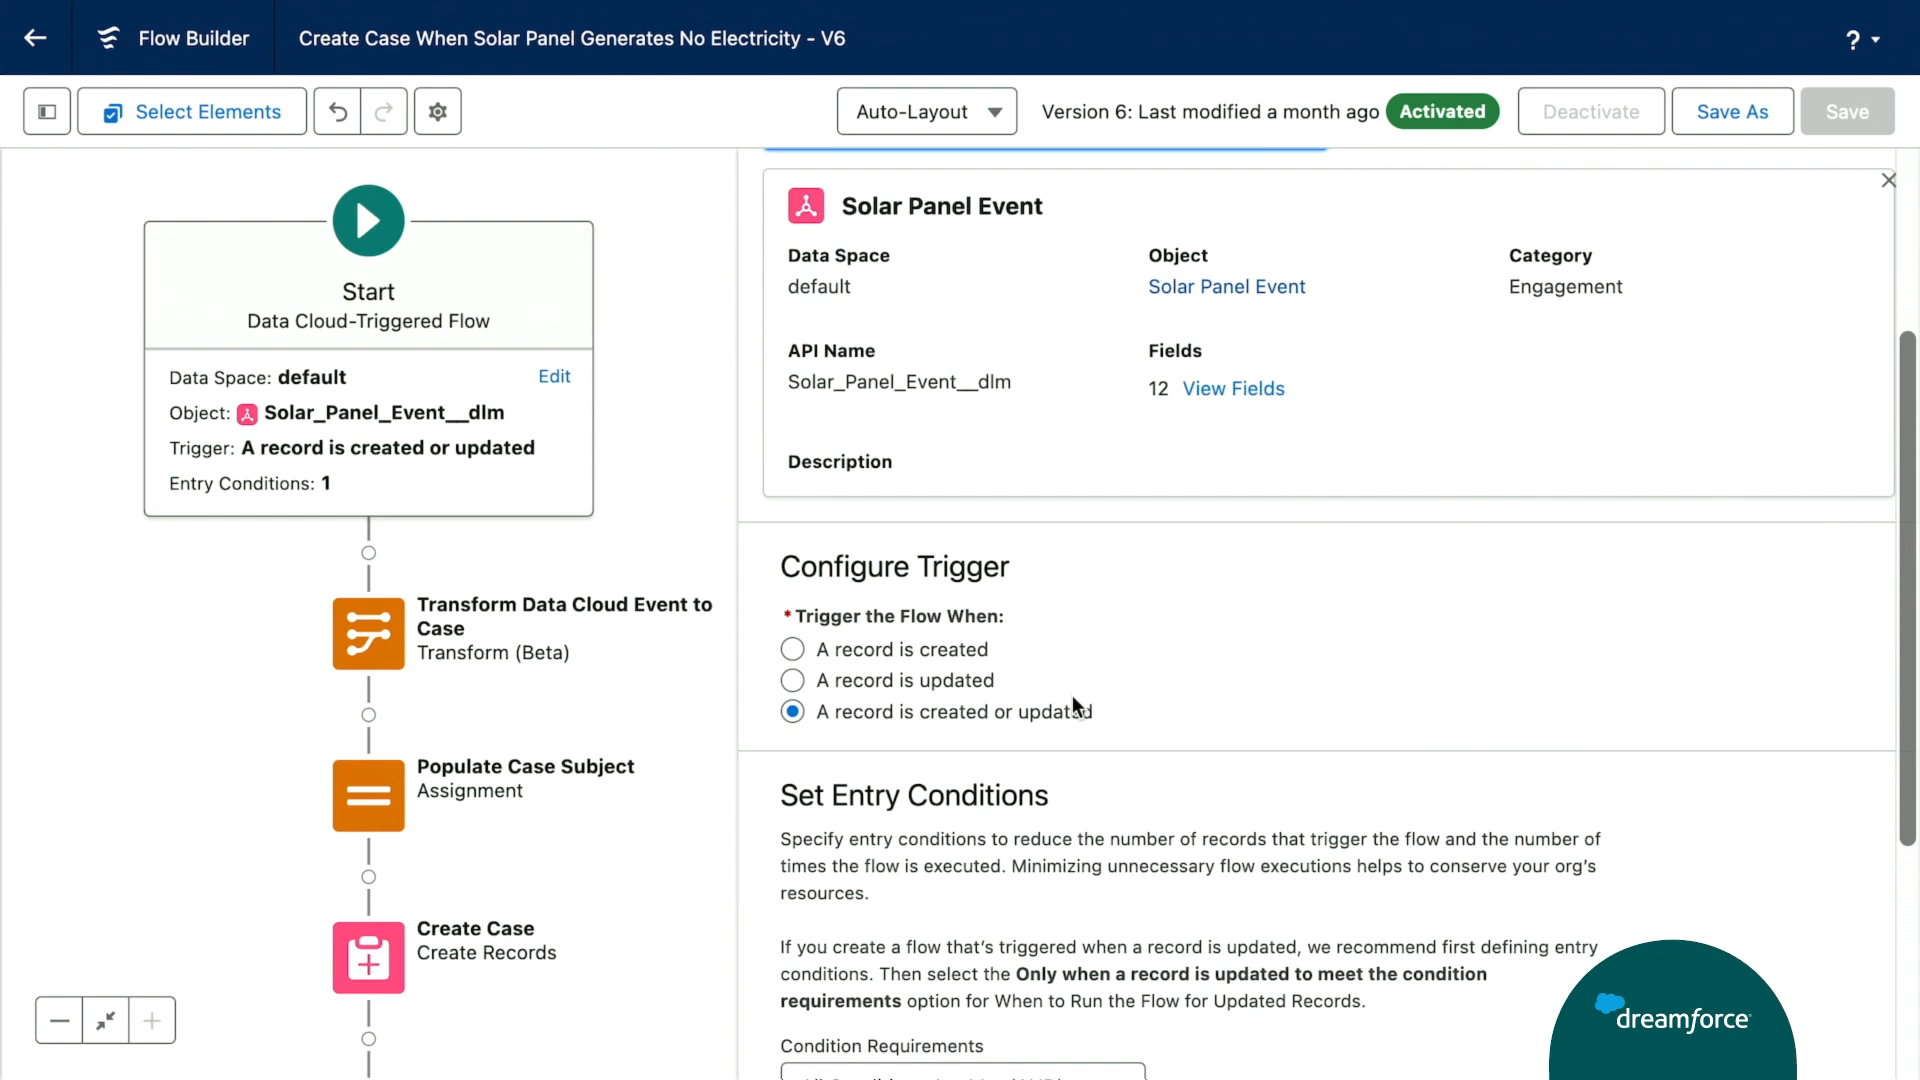 Flow Builder
Create Case When Solar Panel Generates No Electricity - V6
?
Select Elements
Auto-Layout
Version 6: Last modified a month ago
Activated
Deactivate
Save As
Save
Start
Data Cloud-Triggered Flow
Data Space: default
Edit
Object: Solar_Panel_Event__dlm
Trigger: A record is created or updated
Entry Conditions: 1
Transform Data Cloud Event to
Case
Transform (Beta)
Populate Case Subject
Assignment
Create Case
Create Records
Solar Panel Event
Data Space
default
Object
Solar Panel Event
Category
Engagement
API Name
Solar_Panel_Event__dlm
Fields
12 View Fields
Description
Configure Trigger
* Trigger the Flow When:
A record is created
A record is updated
A record is created or updated
Set Entry Conditions
Specify entry conditions to reduce the number of records that trigger the flow and the number of
times the flow is executed. Minimizing unnecessary flow executions helps to conserve your org's
resources.
If you create a flow that's triggered when a record is updated, we recommend first defining entry
conditions. Then select the Only when a record is updated to meet the condition
requirements option for When to Run the Flow for Updated Records.
Condition Requirements
dreamforce